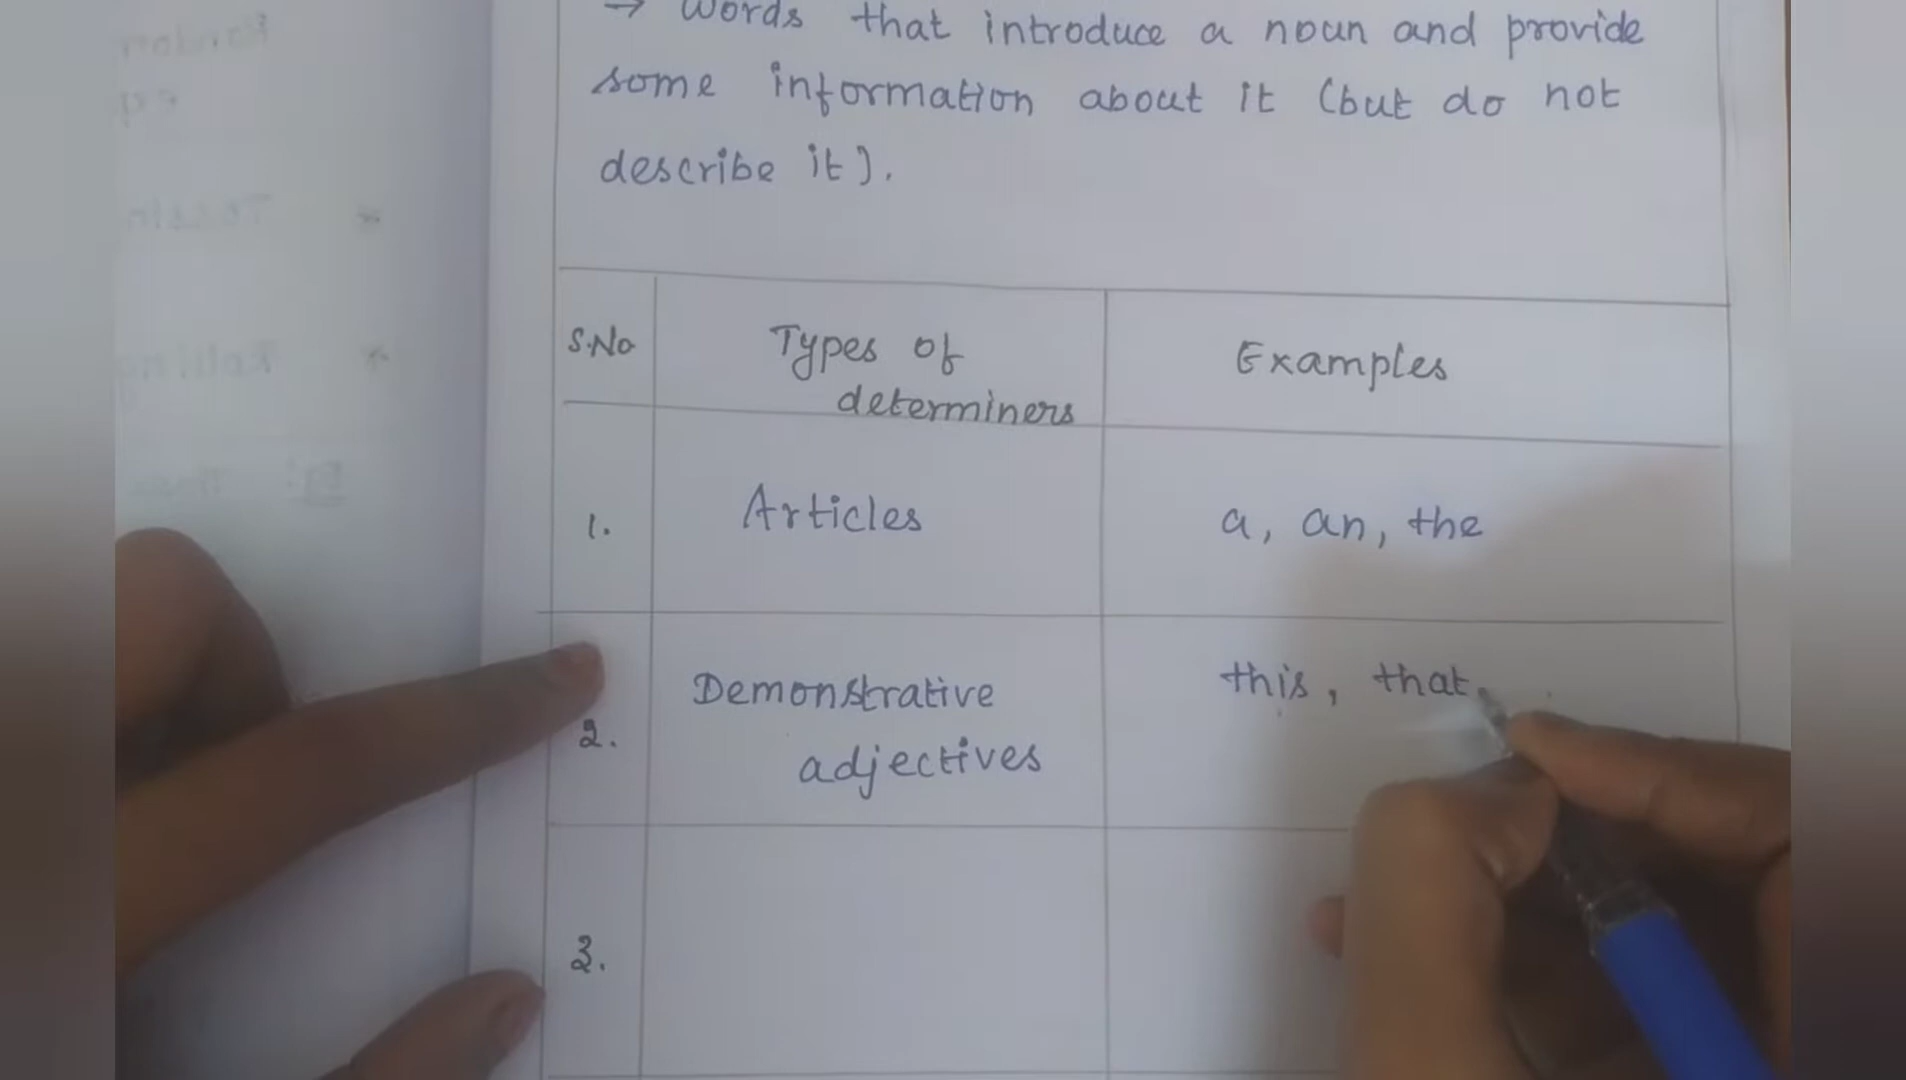 → Words that introduce a noun and provide
some information about it (but do not
describe it).
S.No
Types of
determiners
Examples
1.
Articles
a, an, the
2.
Demonstrative
adjectives
this, that,
3.